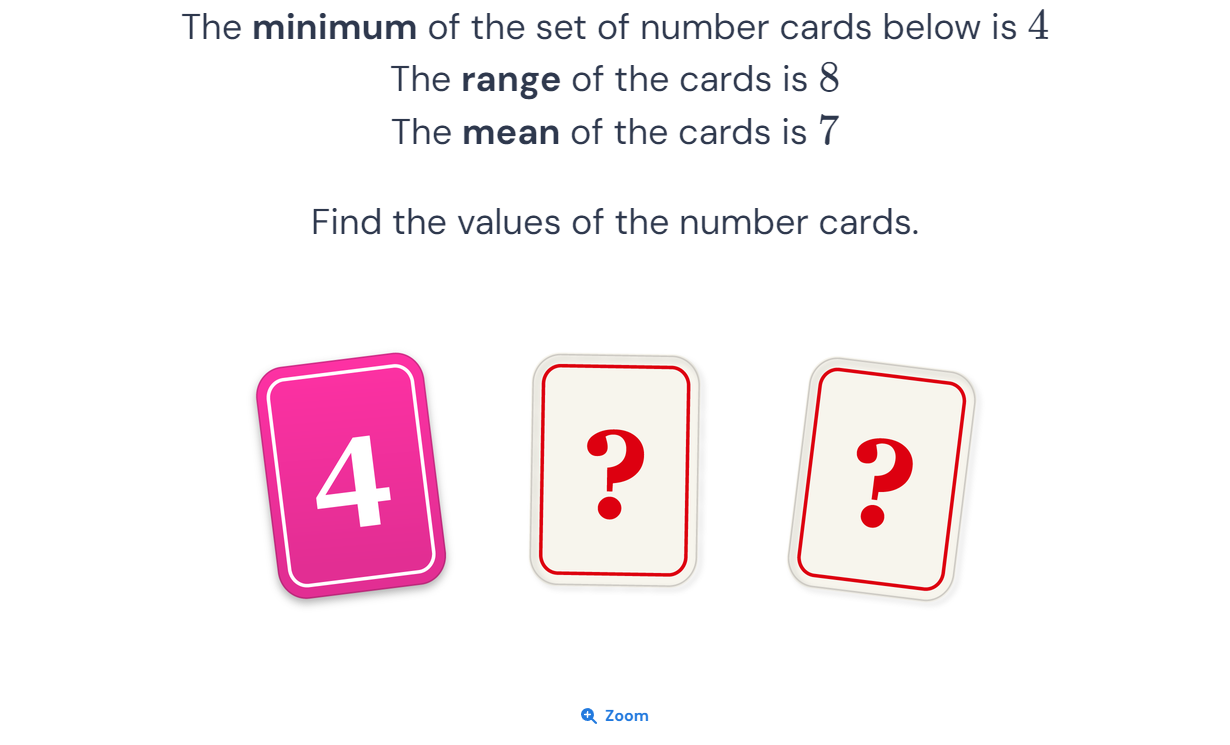 The minimum of the set of number cards below is 4
The range of the cards is 8
The mean of the cards is 7
Find the values of the number cards.
4 ? ?
Zoom